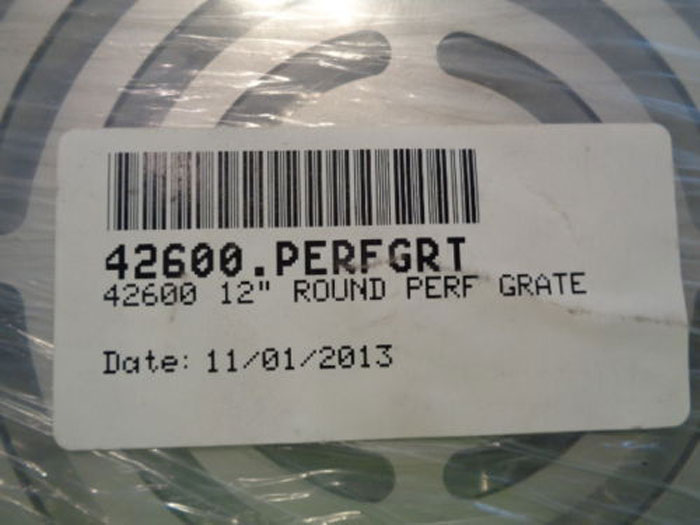 42600.PERFGRT
42600 12" ROUND PERF GRATE
Date: 11/01/2013